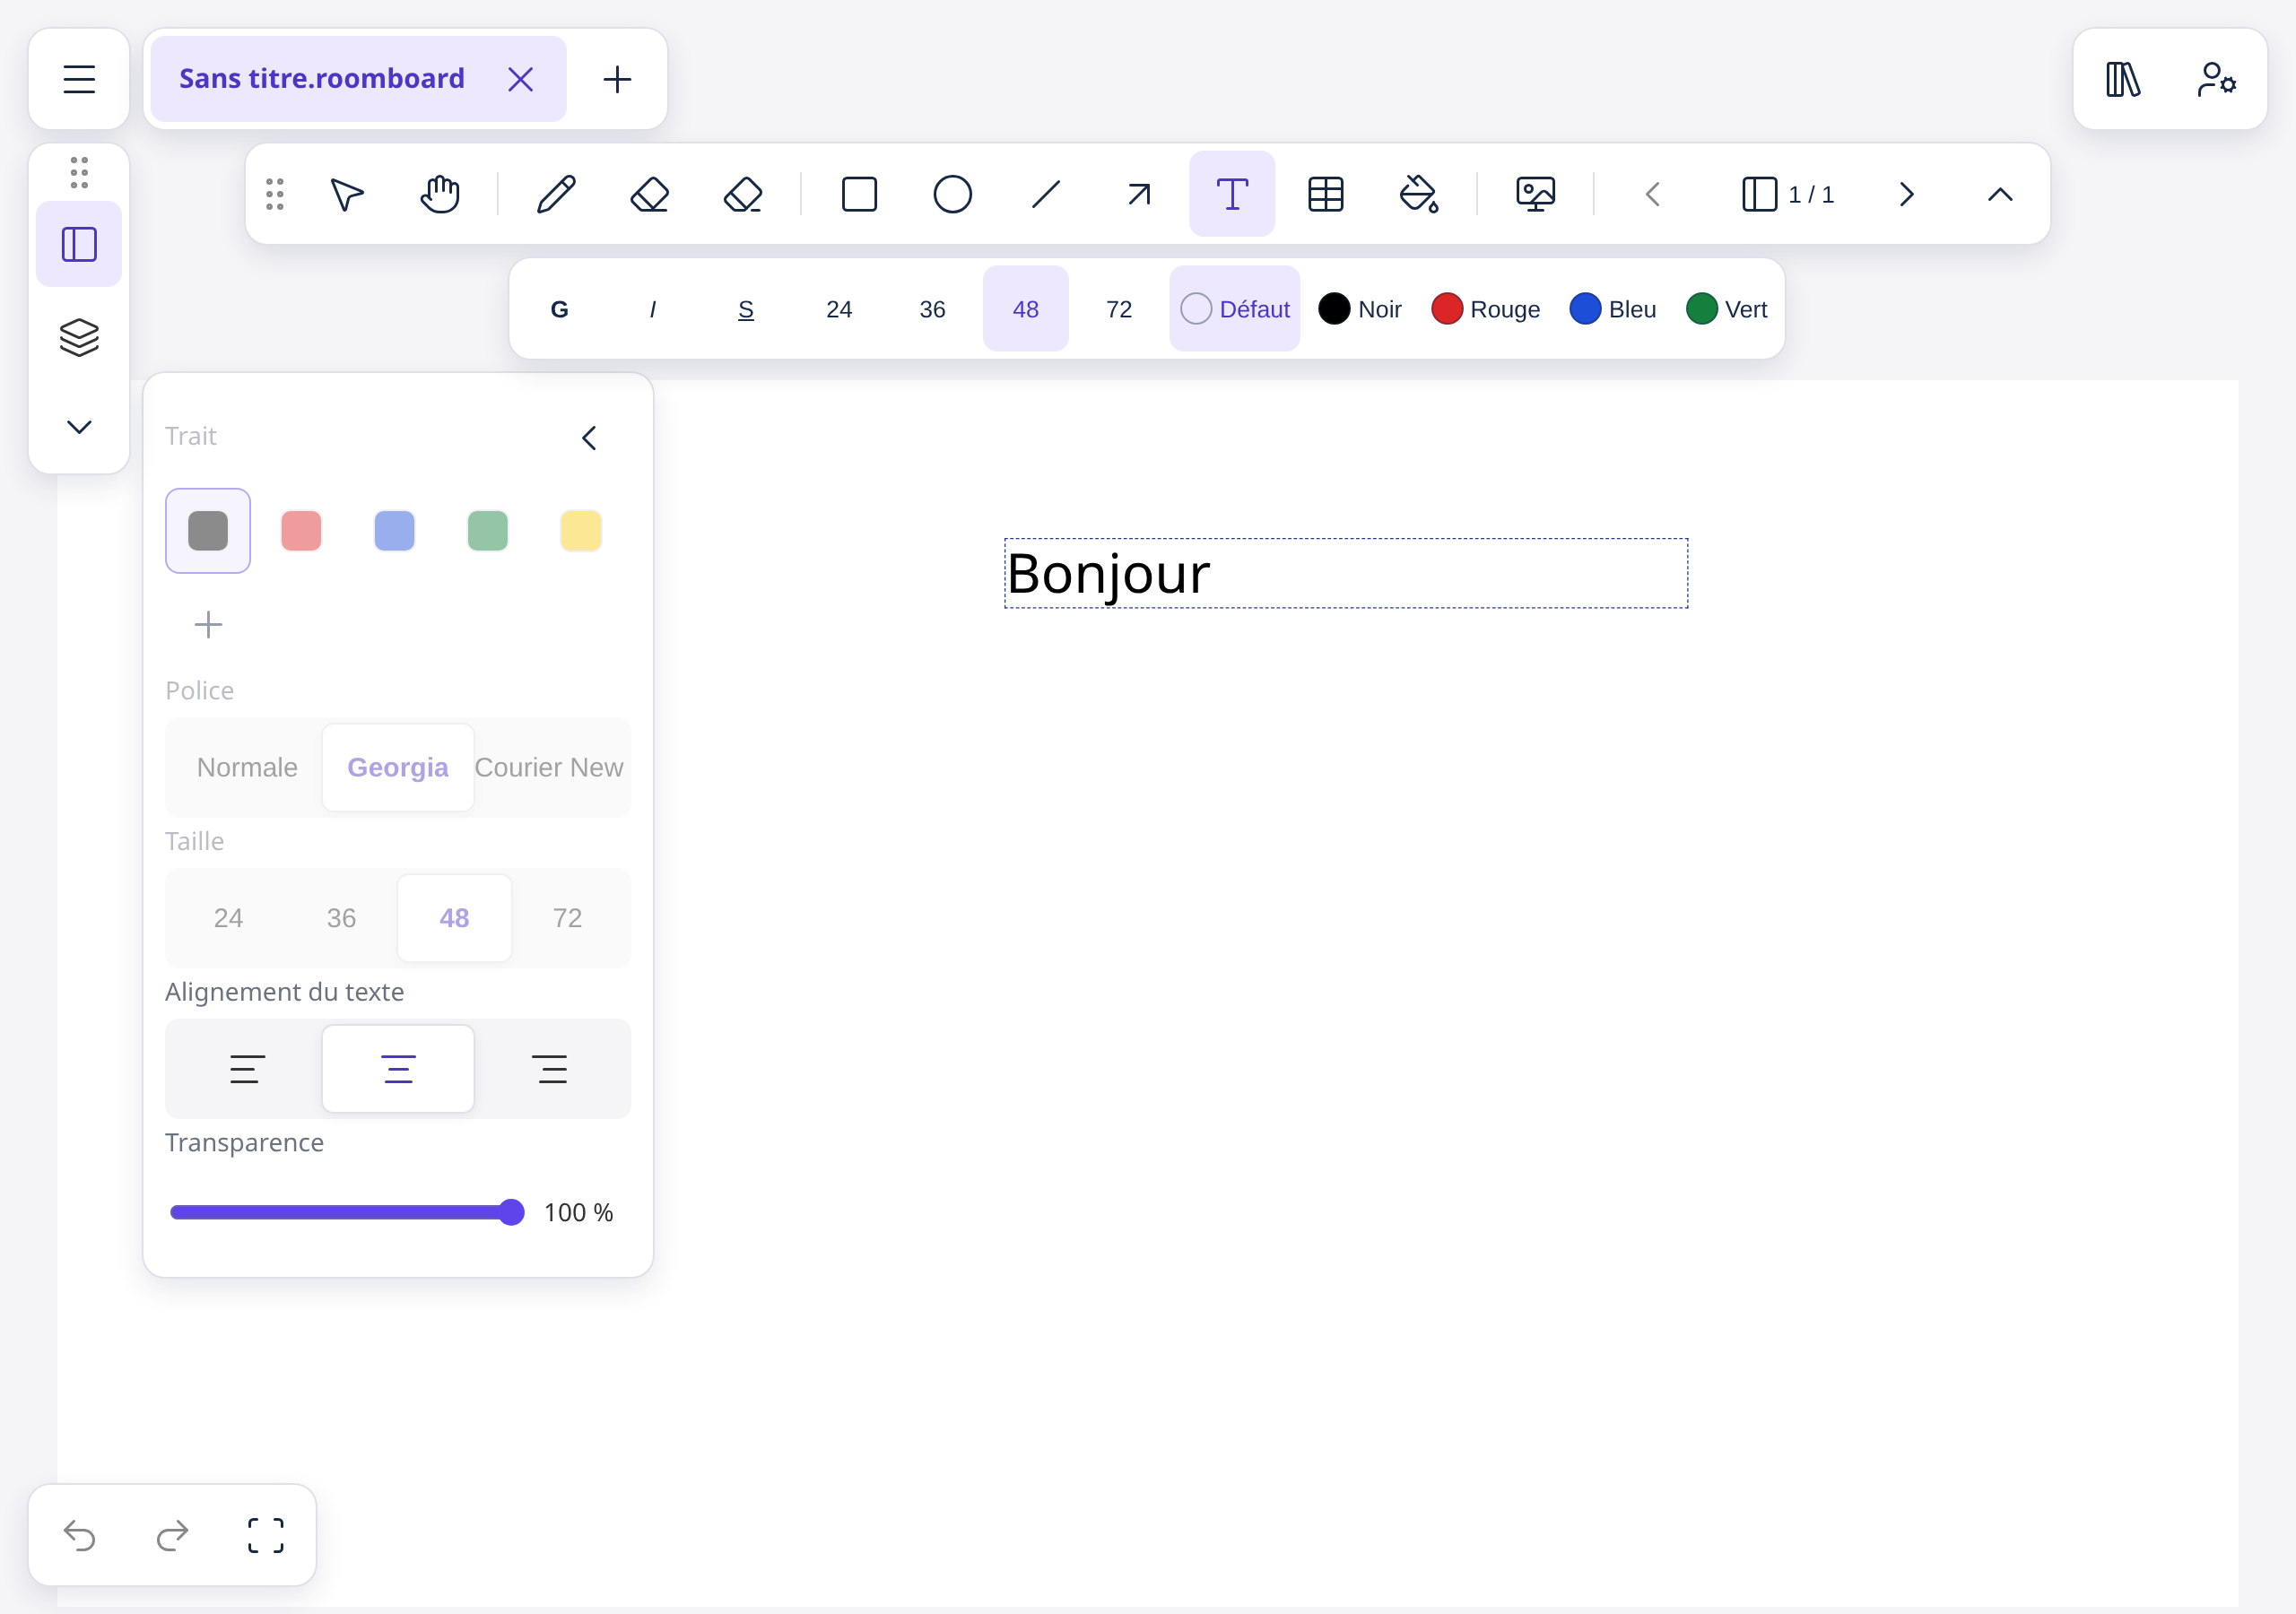 Sans titre.roomboard
1 / 1
G I S 24 36 48 72 Défaut Noir Rouge Bleu Vert
Trait
Bonjour
Police
Normale Georgia Courier New
Taille
24 36 48 72
Alignement du texte
Transparence
100 %